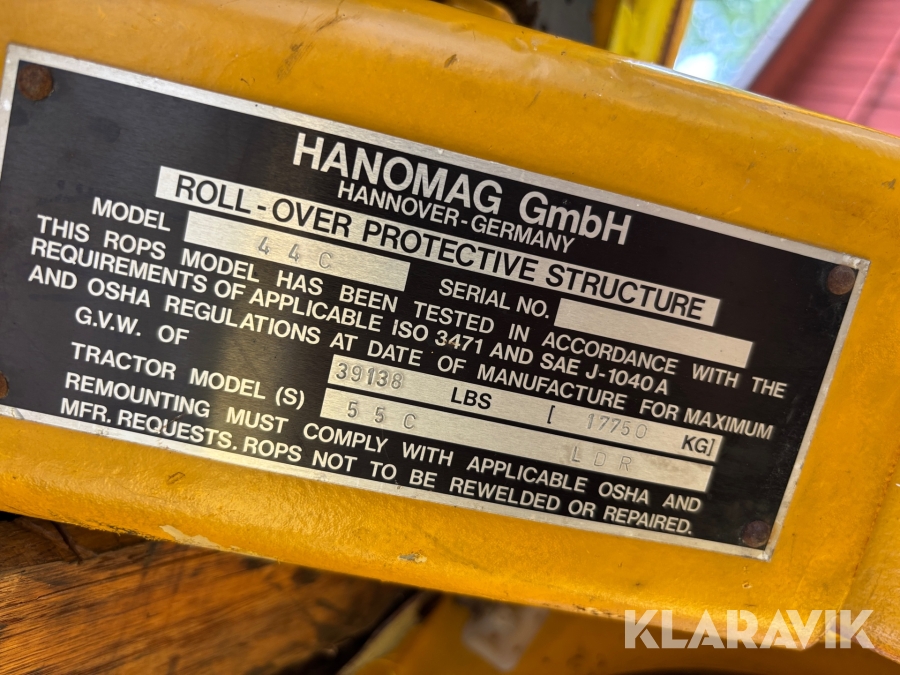 HANOMAG GmbH
HANNOVER-GERMANY
ROLL-OVER PROTECTIVE STRUCTURE
MODEL 44C SERIAL NO.
THIS ROPS MODEL HAS BEEN TESTED IN ACCORDANCE WITH THE
REQUIREMENTS OF APPLICABLE ISO 3471 AND SAE J-1040A
AND OSHA REGULATIONS AT DATE OF MANUFACTURE FOR MAXIMUM
G.V.W. OF 39138 LBS [ 17750 KG]
TRACTOR MODEL (S) 55C LDR
REMOUNTING MUST COMPLY WITH APPLICABLE OSHA AND
MFR. REQUESTS. ROPS NOT TO BE REWELDED OR REPAIRED.
KLARAVIK